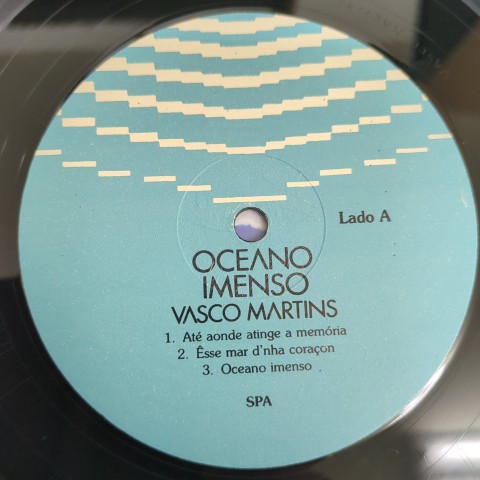 Lado A
OCEANO
IMENSO
VASCO MARTINS
1. Até aonde atinge a memória
2. Êsse mar d'nha coraçon
3. Oceano imenso
SPA